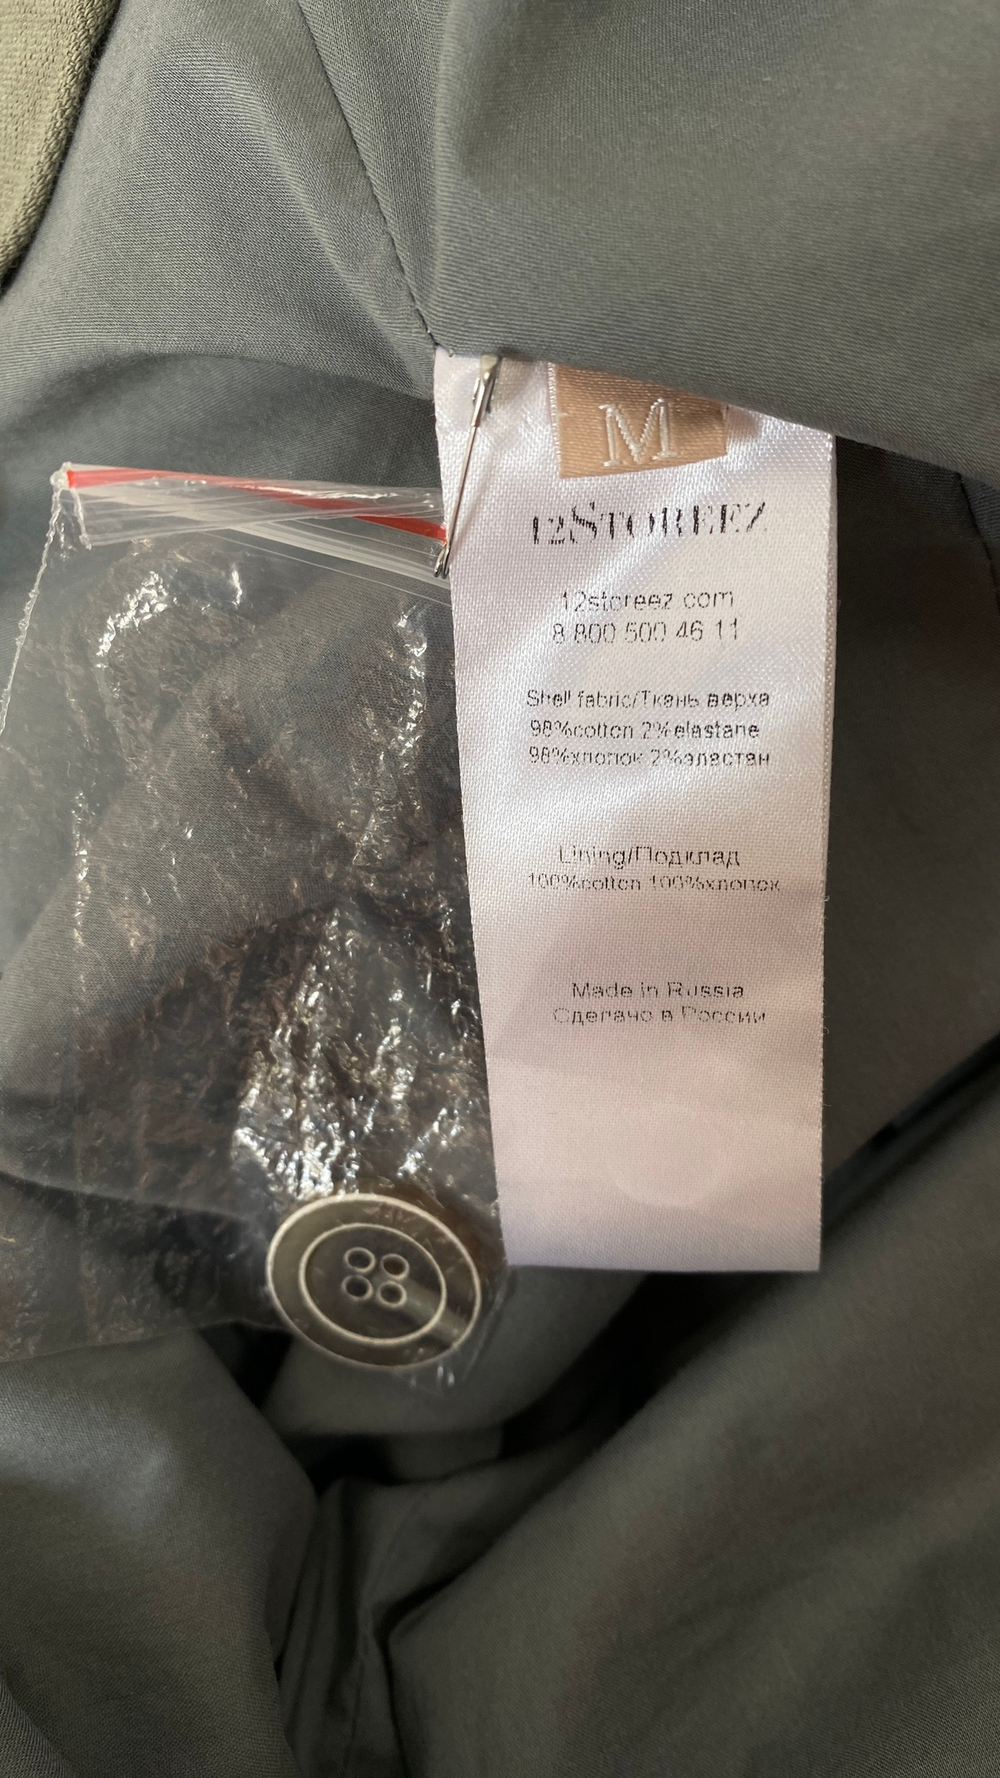 M
12STOREEZ
12storeez.com
8 800 500 46 11
Shell fabric/Ткань верха
98%cotton 2%elastane
98%хлопок 2%эластан
Lining/Подклад
100%cotton 100%хлопок
Made in Russia
Сделано в России